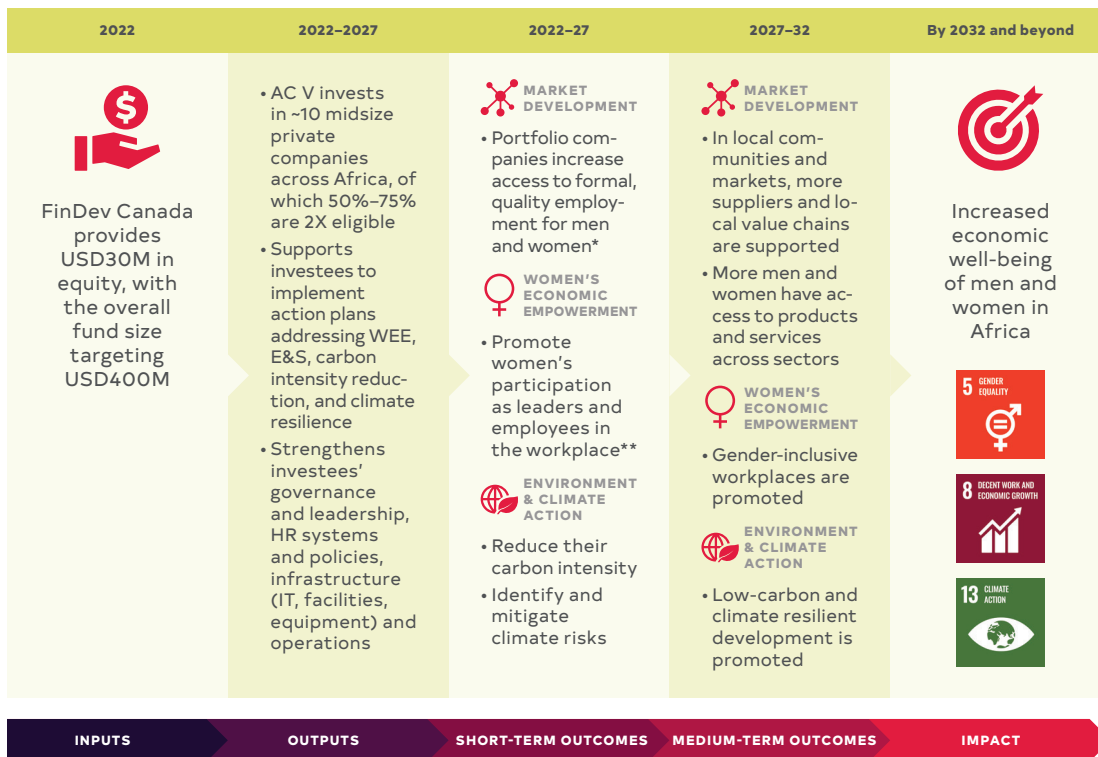 2022
2022–2027
2022–27
2027–32
By 2032 and beyond
$
FinDev Canada
provides
USD30M in
equity, with
the overall
fund size
targeting
USD400M
• AC V invests
in ~10 midsize
private
companies
across Africa, of
which 50%–75%
are 2X eligible
• Supports
investees to
implement
action plans
addressing WEE,
E&S, carbon
intensity reduc-
tion, and climate
resilience
• Strengthens
investees’
governance
and leadership,
HR systems
and policies,
infrastructure
(IT, facilities,
equipment) and
operations
MARKET
DEVELOPMENT
• Portfolio com-
panies increase
access to formal,
quality employ-
ment for men
and women*
WOMEN’S
ECONOMIC
EMPOWERMENT
• Promote
women’s
participation
as leaders and
employees in
the workplace**
ENVIRONMENT
& CLIMATE
ACTION
• Reduce their
carbon intensity
• Identify and
mitigate
climate risks
MARKET
DEVELOPMENT
• In local com-
munities and
markets, more
suppliers and lo-
cal value chains
are supported
• More men and
women have ac-
cess to products
and services
across sectors
WOMEN’S
ECONOMIC
EMPOWERMENT
• Gender-inclusive
workplaces are
promoted
ENVIRONMENT
& CLIMATE
ACTION
• Low-carbon and
climate resilient
development is
promoted
Increased
economic
well-being
of men and
women in
Africa
5 GENDER
EQUALITY
8 DECENT WORK AND
ECONOMIC GROWTH
13 CLIMATE
ACTION
INPUTS
OUTPUTS
SHORT-TERM OUTCOMES
MEDIUM-TERM OUTCOMES
IMPACT